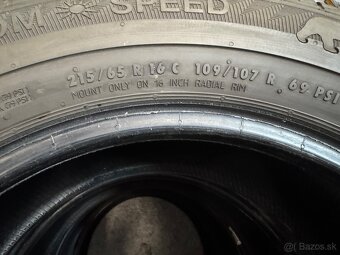 SPEED
215/65 R 16 C 109/107 R 69 PSI
MOUNT ONLY ON 16 INCH RADIAL RIM
© Bazos.sk